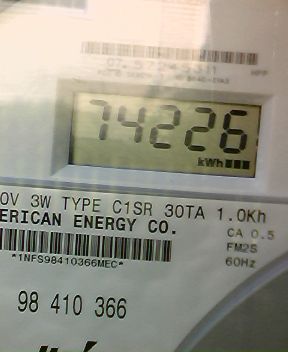 74226
kWh
0V 3W TYPE C1SR 30TA 1.0Kh
ERICAN ENERGY CO.
CA 0.5
FM2S
*1NFS98410366MEC*
60Hz
98 410 366